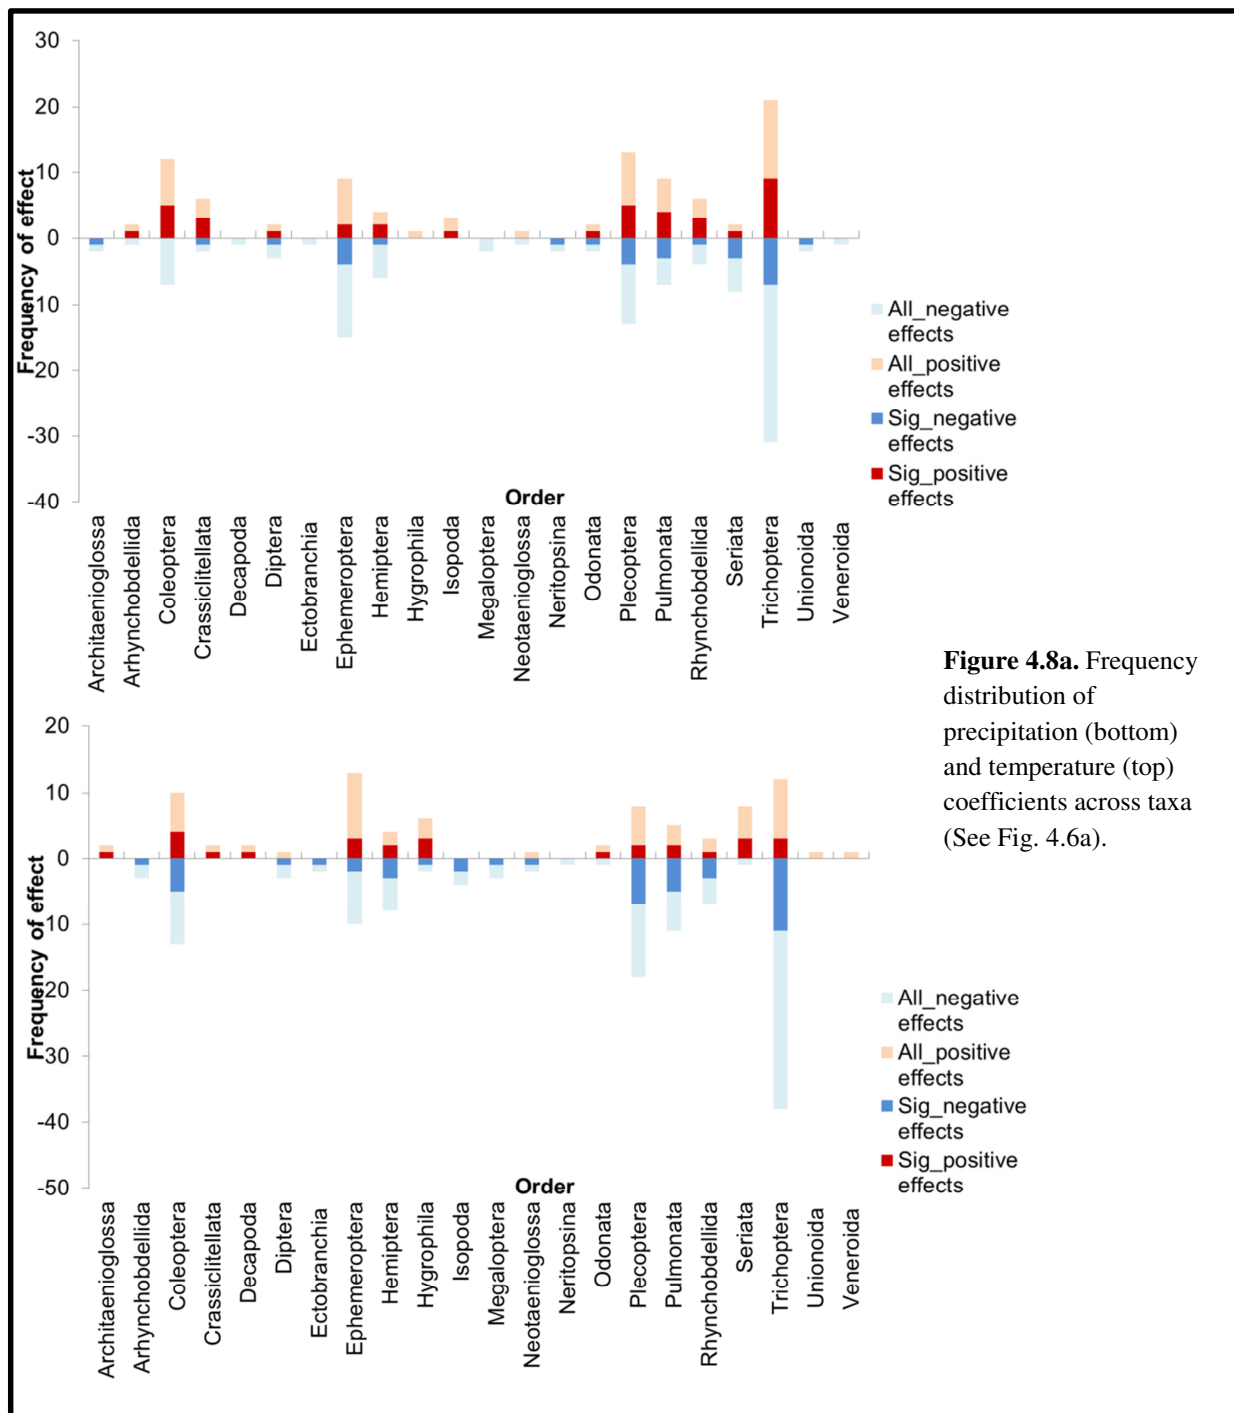 30
20
10
0
-10
-20
-30
-40
Frequency of effect
Order
Architaenioglossa
Arhynchobdellida
Coleoptera
Crassiclitellata
Decapoda
Diptera
Ectobranchia
Ephemeroptera
Hemiptera
Hygrophila
Isopoda
Megaloptera
Neotaenioglossa
Neritopsina
Odonata
Plecoptera
Pulmonata
Rhynchobdellida
Seriata
Trichoptera
Unionoida
Veneroida
All_negative
effects
All_positive
effects
Sig_negative
effects
Sig_positive
effects
Figure 4.8a. Frequency
distribution of
precipitation (bottom)
and temperature (top)
coefficients across taxa
(See Fig. 4.6a).
20
10
0
-10
-20
-30
-40
-50
Frequency of effect
Order
Architaenioglossa
Arhynchobdellida
Coleoptera
Crassiclitellata
Decapoda
Diptera
Ectobranchia
Ephemeroptera
Hemiptera
Hygrophila
Isopoda
Megaloptera
Neotaenioglossa
Neritopsina
Odonata
Plecoptera
Pulmonata
Rhynchobdellida
Seriata
Trichoptera
Unionoida
Veneroida
All_negative
effects
All_positive
effects
Sig_negative
effects
Sig_positive
effects